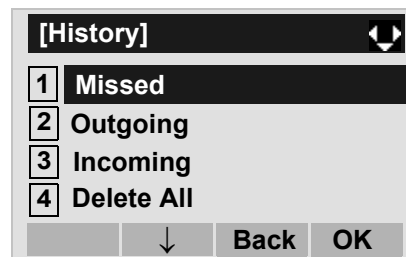 [History]
1 Missed
2 Outgoing
3 Incoming
4 Delete All
↓ Back OK